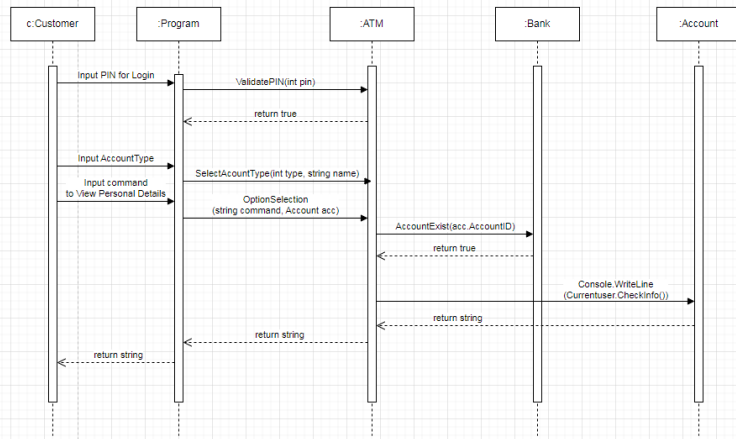 c:Customer
:Program
:ATM
:Bank
:Account
Input PIN for Login
ValidatePIN(int pin)
return true
Input AccountType
SelectAcountType(int type, string name)
Input command
to View Personal Details
OptionSelection
(string command, Account acc)
AccountExist(acc.AccountID)
return true
Console.WriteLine
(Currentuser.CheckInfo())
return string
return string
return string